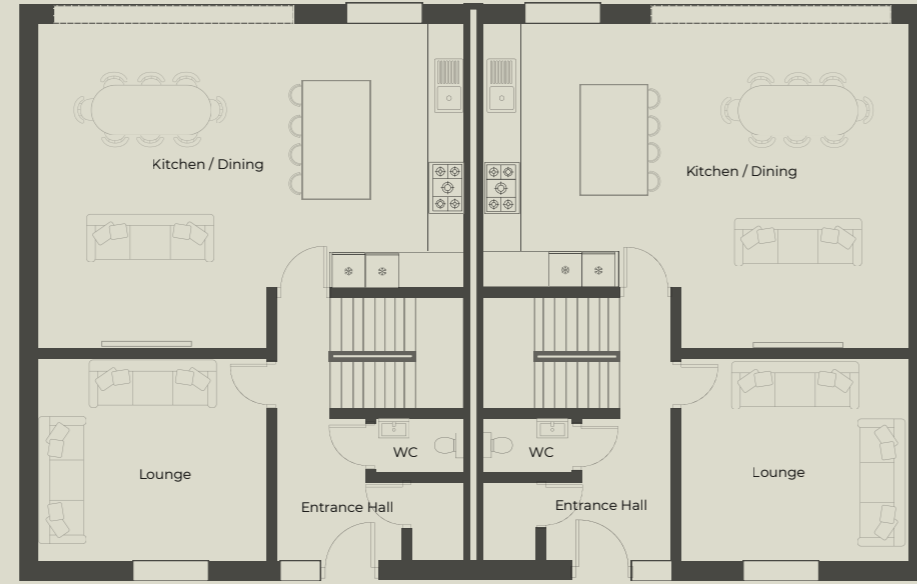 Kitchen / Dining
Kitchen / Dining
WC
WC
Lounge
Lounge
Entrance Hall
Entrance Hall